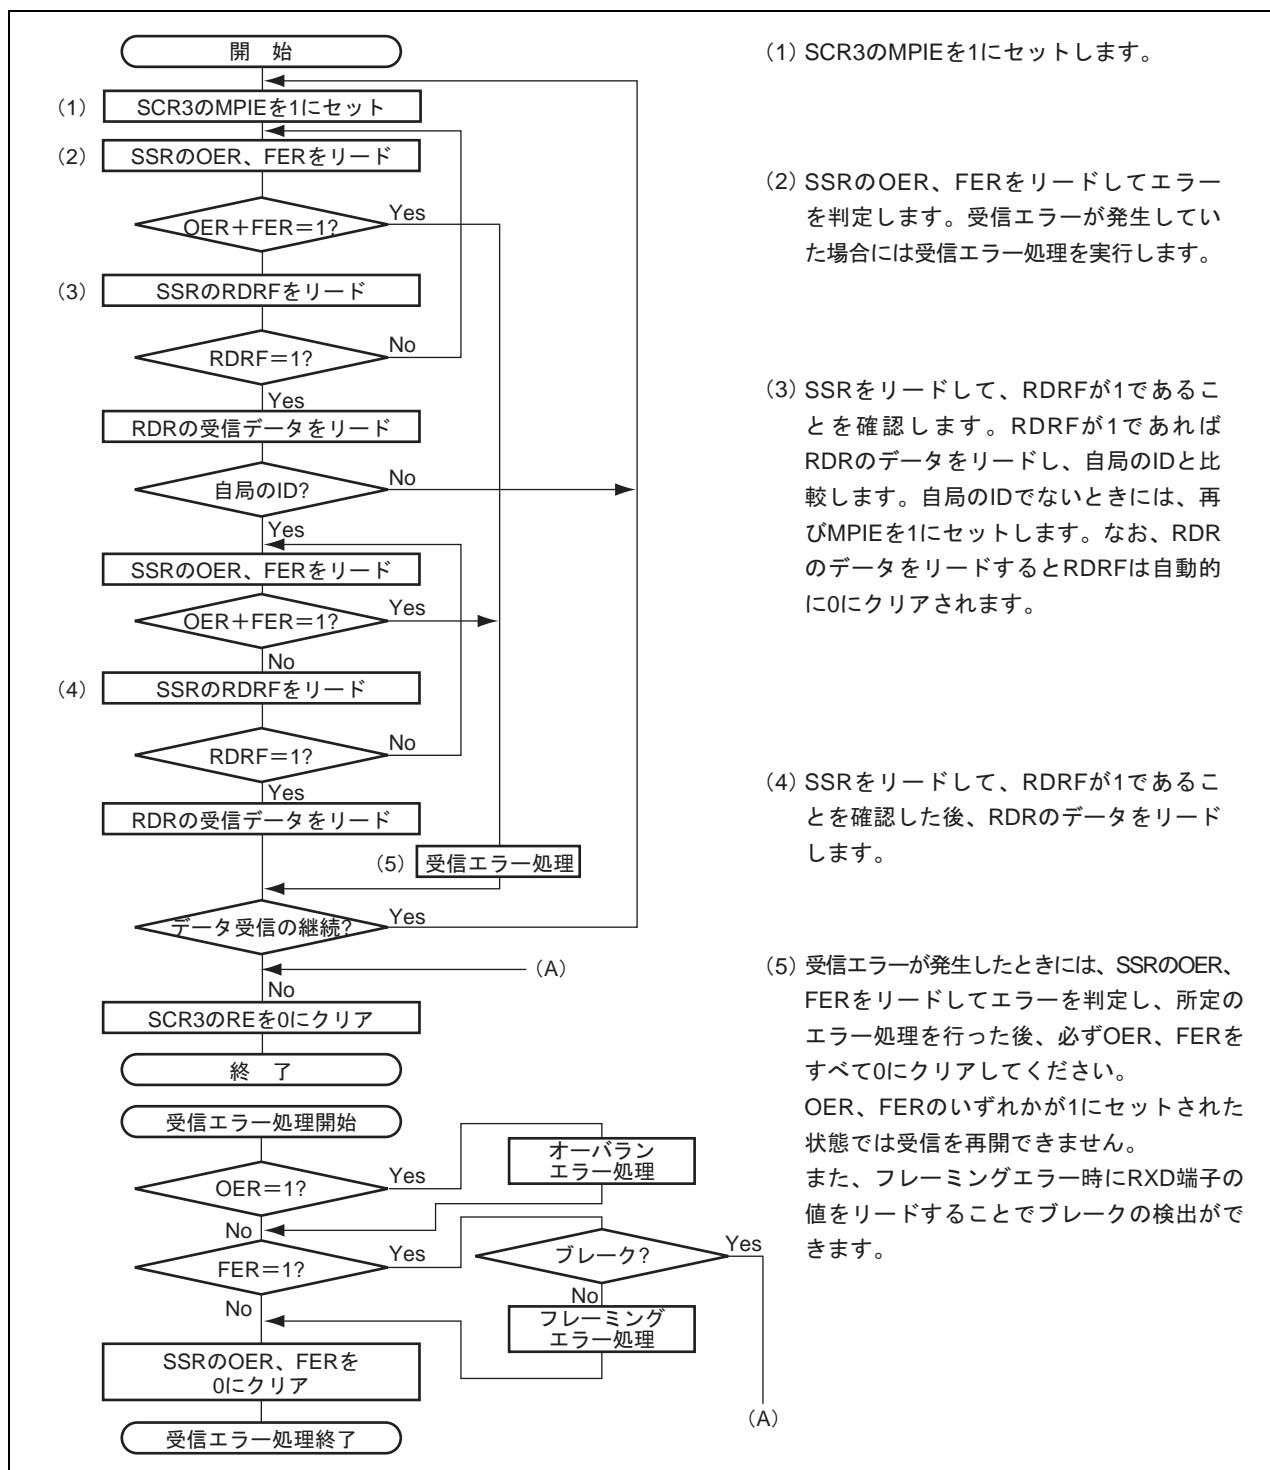 開 始
(1) SCR3のMPIEを1にセット
(2) SSRのOER、FERをリード
OER+FER=1?
Yes
(3) SSRのRDRFをリード
RDRF=1?
No
Yes
RDRの受信データをリード
自局のID?
No
Yes
SSRのOER、FERをリード
OER+FER=1?
Yes
No
(4) SSRのRDRFをリード
RDRF=1?
No
Yes
RDRの受信データをリード
(5) 受信エラー処理
データ受信の継続?
Yes
(A)
No
SCR3のREを0にクリア
終 了
受信エラー処理開始
OER=1?
Yes
オーバラン
エラー処理
No
FER=1?
Yes
ブレーク?
Yes
No
No
フレーミング
エラー処理
SSRのOER、FERを
0にクリア
(A)
受信エラー処理終了
(1) SCR3のMPIEを1にセットします。
(2) SSRのOER、FERをリードしてエラー
を判定します。受信エラーが発生してい
た場合には受信エラー処理を実行します。
(3) SSRをリードして、RDRFが1であるこ
とを確認します。RDRFが1であれば
RDRのデータをリードし、自局のIDと比
較します。自局のIDでないときには、再
びMPIEを1にセットします。なお、RDR
のデータをリードするとRDRFは自動的
に0にクリアされます。
(4) SSRをリードして、RDRFが1であるこ
とを確認した後、RDRのデータをリード
します。
(5) 受信エラーが発生したときには、SSRのOER、
FERをリードしてエラーを判定し、所定の
エラー処理を行った後、必ずOER、FERを
すべて0にクリアしてください。
OER、FERのいずれかが1にセットされた
状態では受信を再開できません。
また、フレーミングエラー時にRXD端子の
値をリードすることでブレークの検出がで
きます。